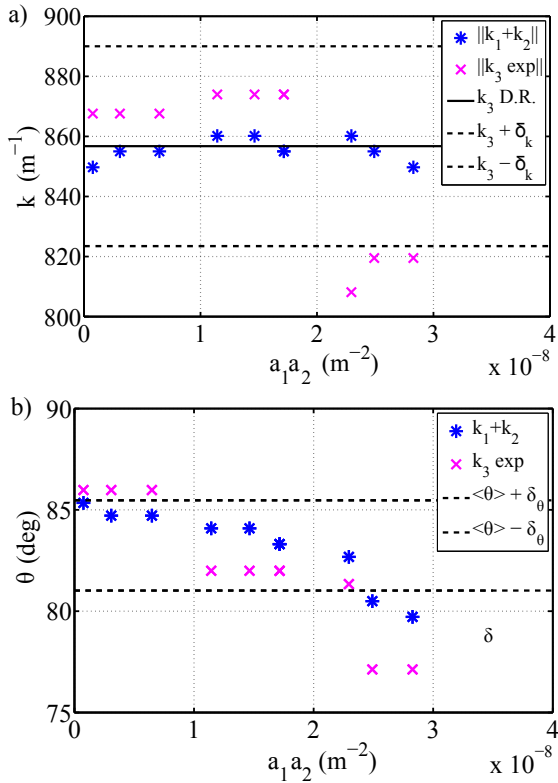 a)
900
880
860
840
820
800
k (m⁻¹)
||k₁+k₂||
||k₃ exp||
k₃ D.R.
k₃ + δₖ
k₃ − δₖ
0 1 2 3 4
a₁a₂ (m⁻²)
x 10⁻⁸
b)
90
85
80
75
θ (deg)
k₁+k₂
k₃ exp
<θ> + δ_θ
<θ> − δ_θ
δ
0 1 2 3 4
a₁a₂ (m⁻²)
x 10⁻⁸